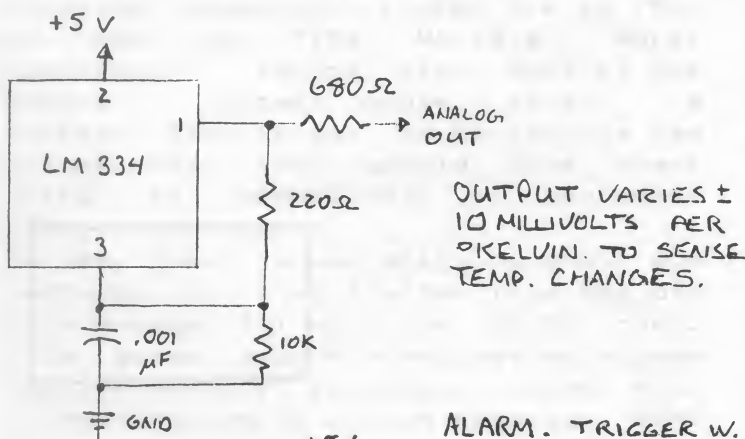 +5 V
2
680Ω
1
ANALOG
OUT
LM 334
220Ω
OUTPUT VARIES ±
10 MILLIVOLTS PER
°KELVIN. TO SENSE
TEMP. CHANGES.
3
.001
μF
10K
GND
ALARM. TRIGGER W.